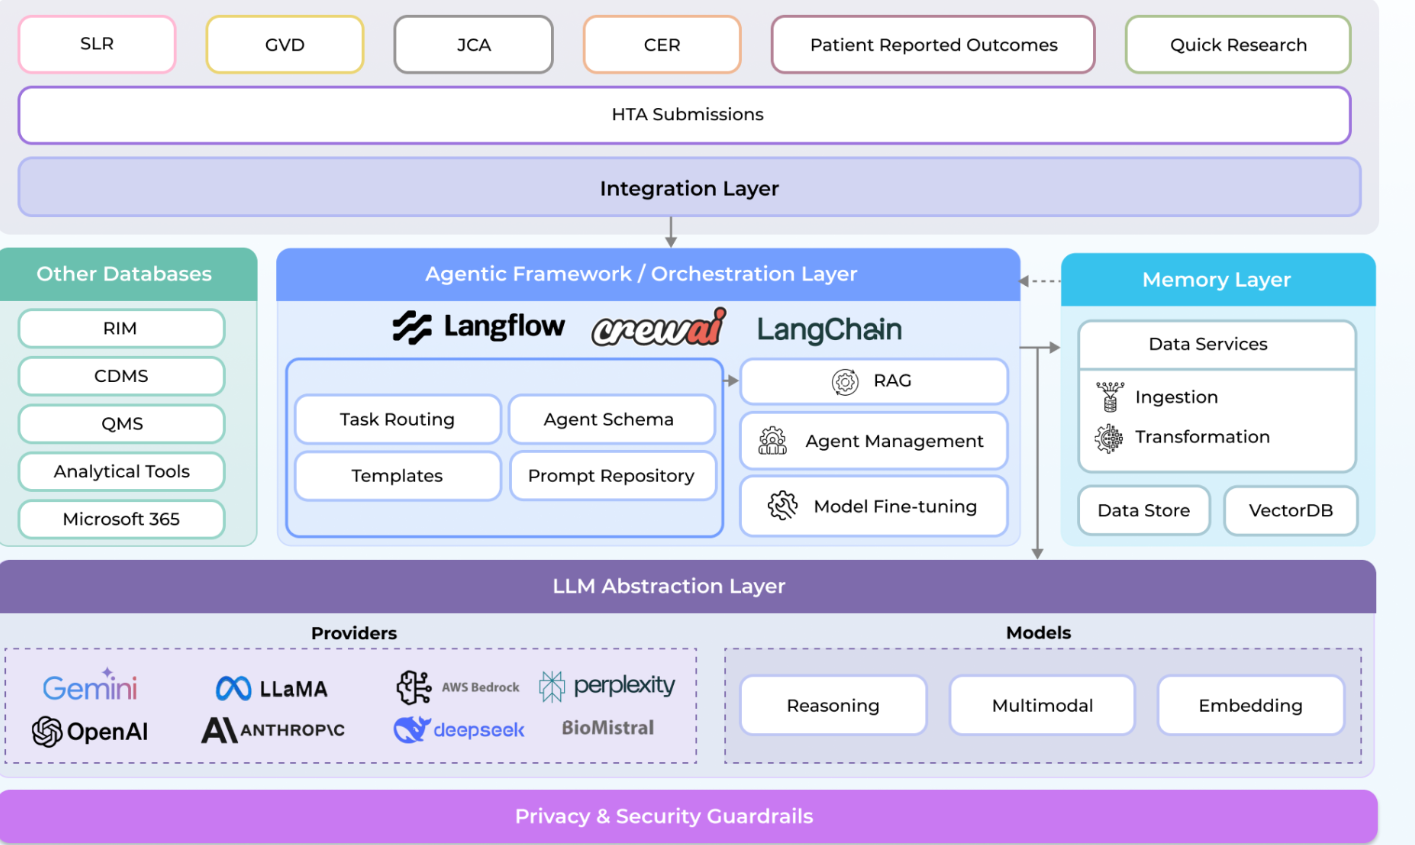 SLR
GVD
JCA
CER
Patient Reported Outcomes
Quick Research
HTA Submissions
Integration Layer
Other Databases
RIM
CDMS
QMS
Analytical Tools
Microsoft 365
Agentic Framework / Orchestration Layer
Langflow
crewai
LangChain
Task Routing
Agent Schema
Templates
Prompt Repository
RAG
Agent Management
Model Fine-tuning
Memory Layer
Data Services
Ingestion
Transformation
Data Store
VectorDB
LLM Abstraction Layer
Providers
Gemini
LLaMA
AWS Bedrock
perplexity
OpenAI
AI ANTHROP\C
deepseek
BioMistral
Models
Reasoning
Multimodal
Embedding
Privacy & Security Guardrails